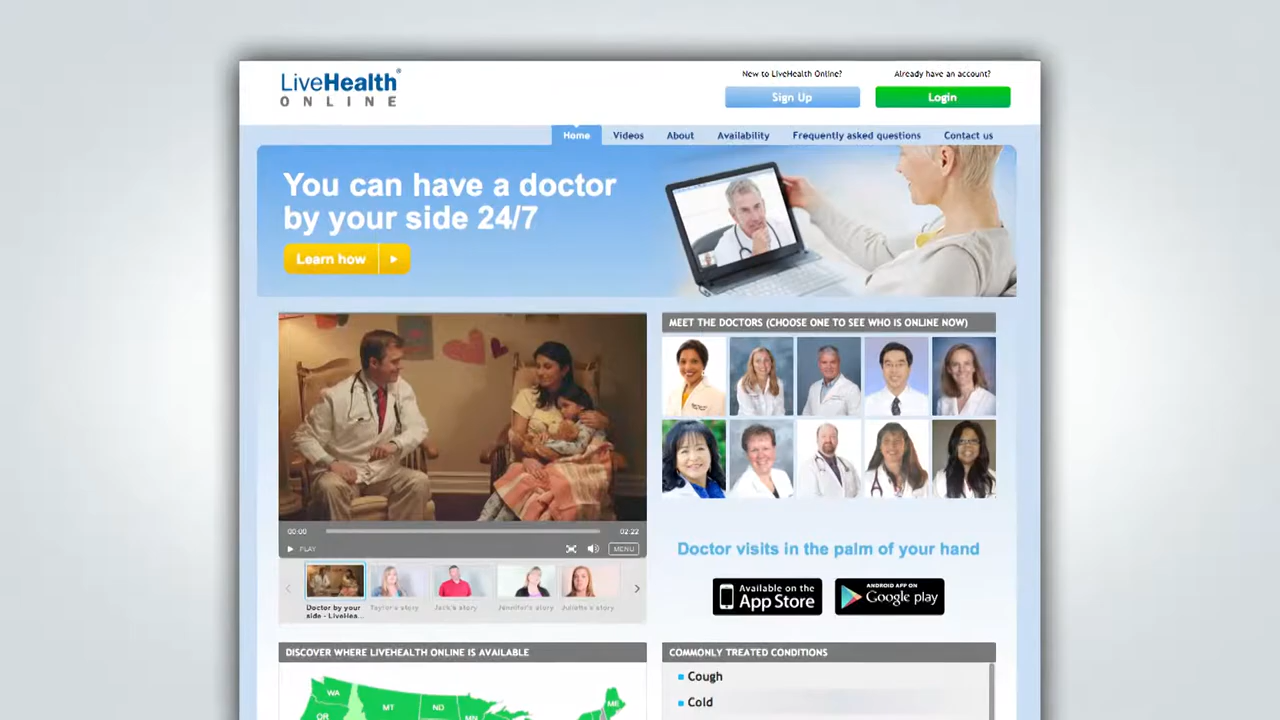 LiveHealth®
ONLINE
New to LiveHealth Online?
Sign Up
Already have an account?
Login
Home
Videos
About
Availability
Frequently asked questions
Contact us
You can have a doctor
by your side 24/7
Learn how
MEET THE DOCTORS (CHOOSE ONE TO SEE WHO IS ONLINE NOW)
00:00
02:22
PLAY
MENU
Doctor by your
side - LiveHea...
Taylor's story
Jack's story
Jennifer's story
Juliette's story
Doctor visits in the palm of your hand
Available on the
App Store
ANDROID APP ON
Google play
DISCOVER WHERE LIVEHEALTH ONLINE IS AVAILABLE
WA
OR
MT
ND
MN
ME
COMMONLY TREATED CONDITIONS
Cough
Cold